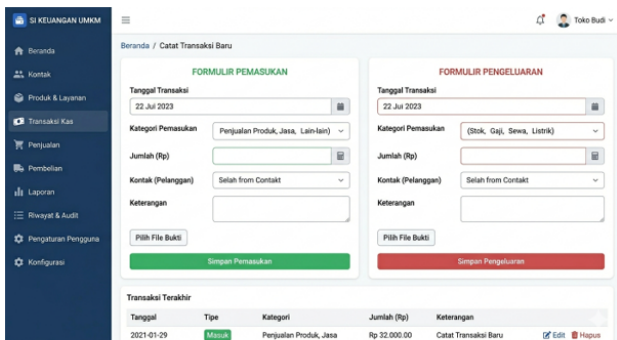 SI KEUANGAN UMKM
Toko Budi
Beranda
Kontak
Produk & Layanan
Transaksi Kas
Penjualan
Pembelian
Laporan
Riwayat & Audit
Pengaturan Pengguna
Konfigurasi
Beranda / Catat Transaksi Baru
FORMULIR PEMASUKAN
Tanggal Transaksi
22 Jui 2023
Kategori Pemasukan
Penjualan Produk, Jasa, Lain-lain)
Jumlah (Rp)
Kontak (Pelanggan)
Selah from Contakt
Keterangan
Pilih File Bukti
Simpan Pemasukan
FORMULIR PENGELUARAN
Tanggal Transaksi
22 Jui 2023
Kategori Pemasukan
(Stok, Gaji, Sewa, Listrik)
Jumlah (Rp)
Kontak (Pelanggan)
Selah from Contakt
Keterangan
Pilih File Bukti
Simpan Pengeluaran
Transaksi Terakhir
Tanggal Tipe Kategori Jumlah (Rp) Keterangan
2021-01-29 Masuk Penjualan Produk, Jasa Rp 32.000.00 Catat Transaksi Baru Edit Hapus